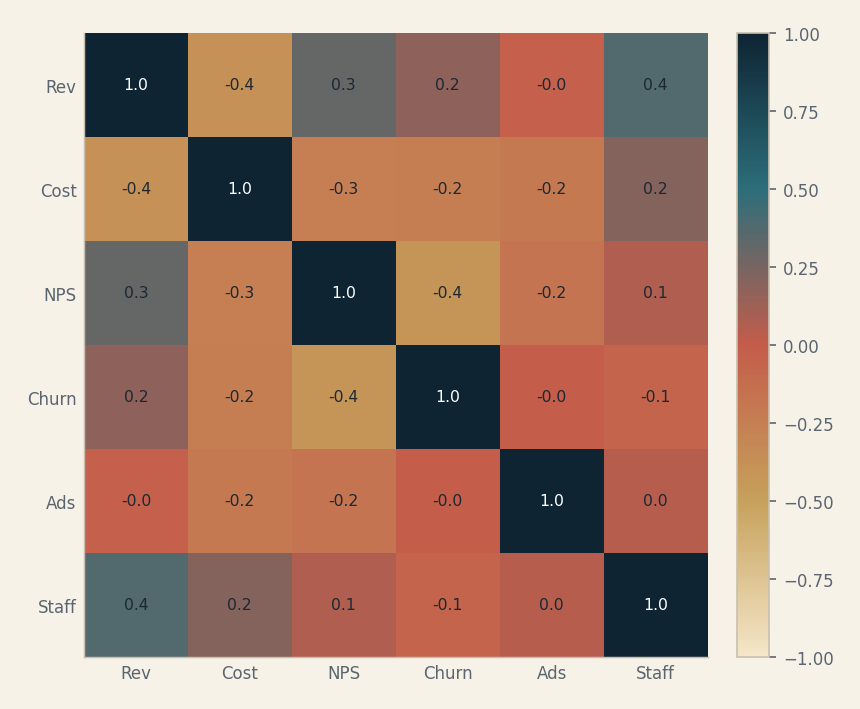 Rev 1.0 -0.4 0.3 0.2 -0.0 0.4
Cost -0.4 1.0 -0.3 -0.2 -0.2 0.2
NPS 0.3 -0.3 1.0 -0.4 -0.2 0.1
Churn 0.2 -0.2 -0.4 1.0 -0.0 -0.1
Ads -0.0 -0.2 -0.2 -0.0 1.0 0.0
Staff 0.4 0.2 0.1 -0.1 0.0 1.0
Rev Cost NPS Churn Ads Staff
1.00
0.75
0.50
0.25
0.00
−0.25
−0.50
−0.75
−1.00